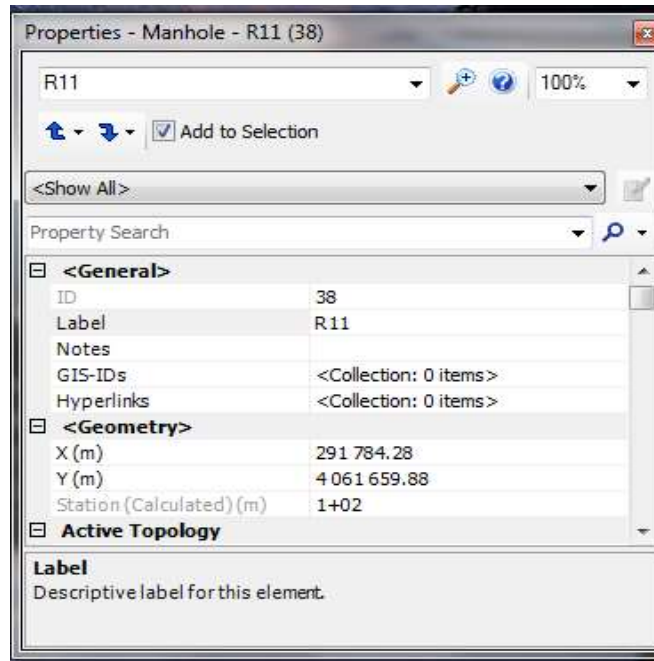 Properties - Manhole - R11 (38)
R11 100%
Add to Selection
<Show All>
Property Search
<General>
ID 38
Label R11
Notes
GIS-IDs <Collection: 0 items>
Hyperlinks <Collection: 0 items>
<Geometry>
X (m) 291 784.28
Y (m) 4 061 659.88
Station (Calculated) (m) 1+02
Active Topology
Label
Descriptive label for this element.